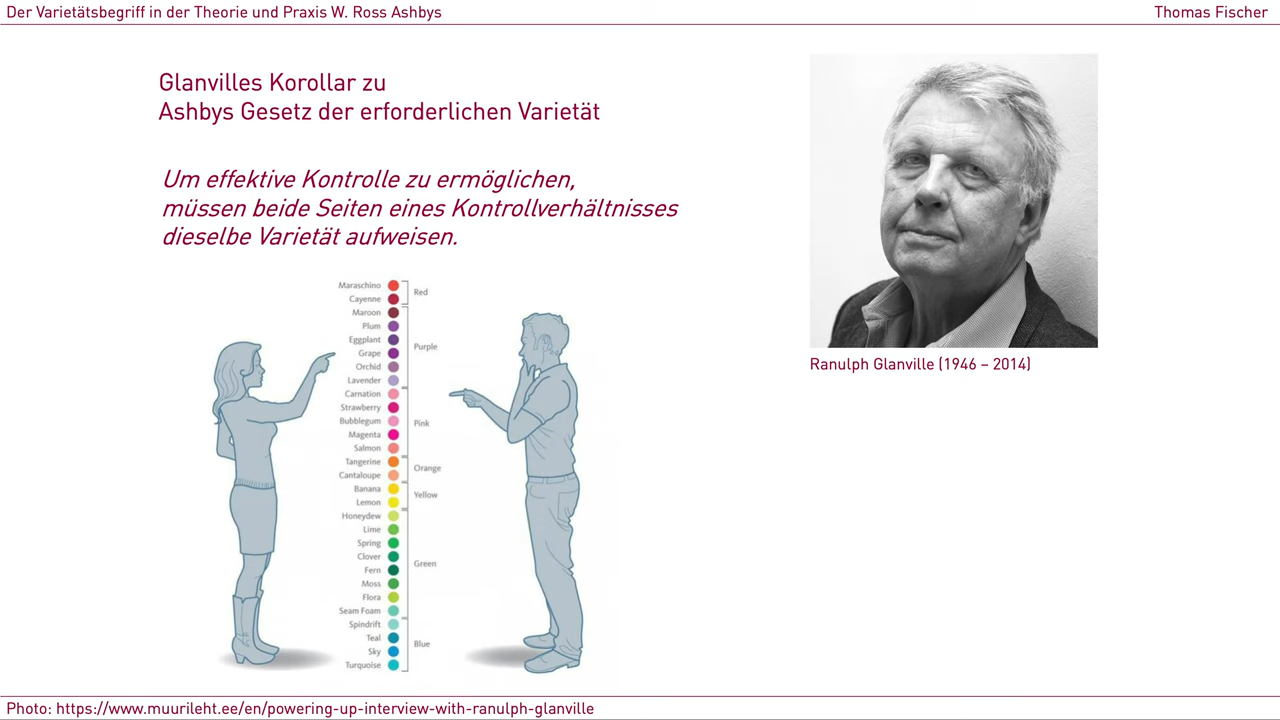 Der Varietätsbegriff in der Theorie und Praxis W. Ross Ashbys
Thomas Fischer
Glanvilles Korollar zu
Ashbys Gesetz der erforderlichen Varietät
Um effektive Kontrolle zu ermöglichen,
müssen beide Seiten eines Kontrollverhältnisses
dieselbe Varietät aufweisen.
Ranulph Glanville (1946 – 2014)
Maraschino
Cayenne
Maroon
Plum
Eggplant
Grape
Orchid
Lavender
Carnation
Strawberry
Bubblegum
Magenta
Salmon
Tangerine
Cantaloupe
Banana
Lemon
Honeydew
Lime
Spring
Clover
Fern
Moss
Flora
Seam Foam
Spindrift
Teal
Sky
Turquoise
Red
Purple
Pink
Orange
Yellow
Green
Blue
Photo: https://www.muurileht.ee/en/powering-up-interview-with-ranulph-glanville